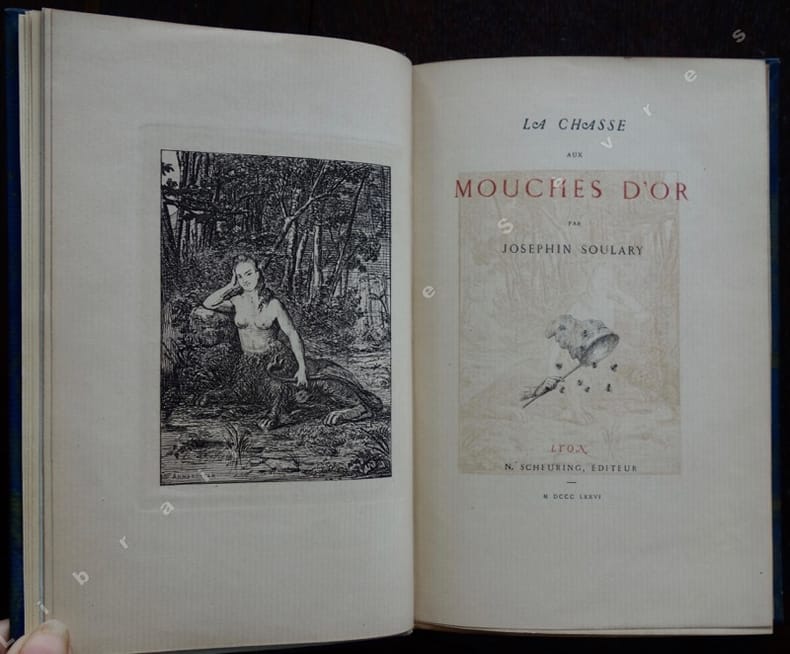 LA CHASSE
AUX
MOUCHES D'OR
PAR
JOSEPHIN SOULARY
LYON
N. SCHEURING, ÉDITEUR
M DCCC LXXVI